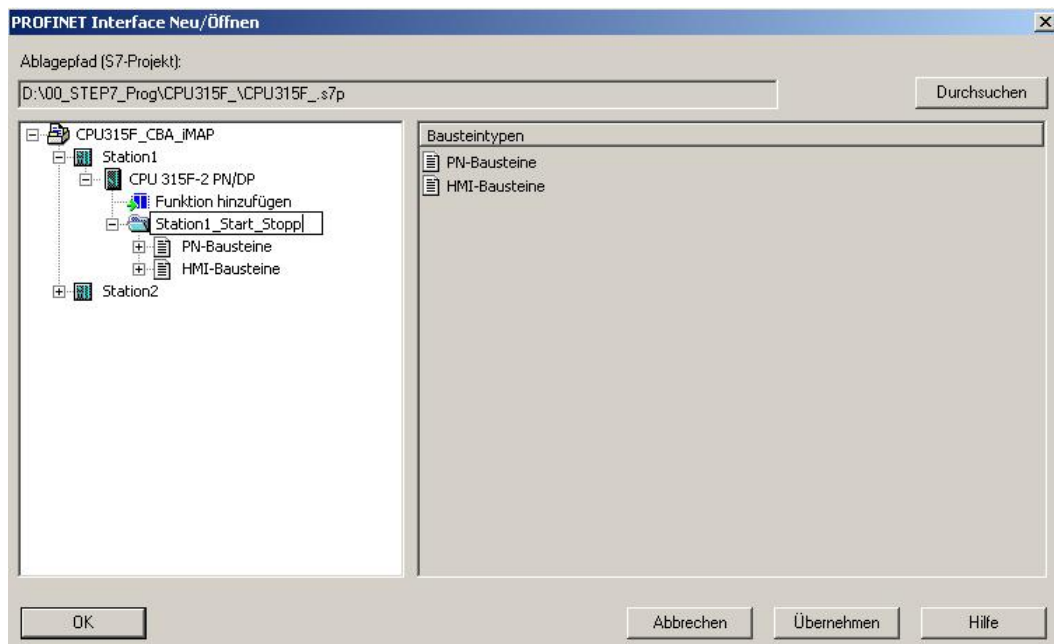 PROFINET Interface Neu/Öffnen
Ablagepfad (S7-Projekt):
D:\00_STEP7_Prog\CPU315F_\CPU315F_.s7p
Durchsuchen
CPU315F_CBA_iMAP
Station1
CPU 315F-2 PN/DP
Funktion hinzufügen
Station1_Start_Stopp
PN-Bausteine
HMI-Bausteine
Station2
Bausteintypen
PN-Bausteine
HMI-Bausteine
OK
Abbrechen
Übernehmen
Hilfe